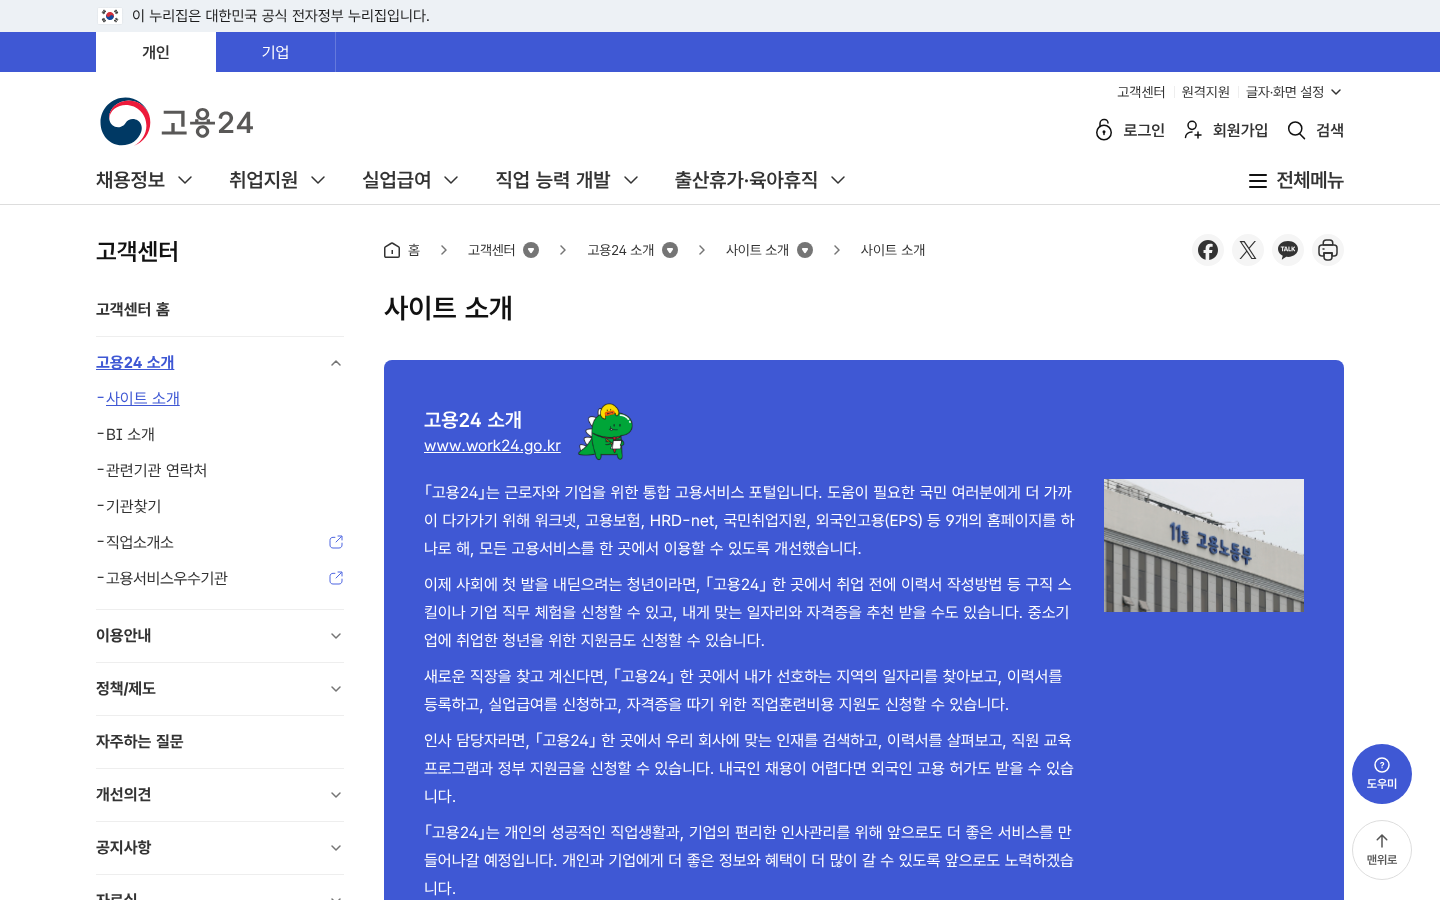 이 누리집은 대한민국 공식 전자정부 누리집입니다.
개인
기업
고객센터
원격지원
글자·화면 설정
고용24
로그인
회원가입
검색
채용정보
취업지원
실업급여
직업 능력 개발
출산휴가·육아휴직
전체메뉴
고객센터
고객센터 홈
고용24 소개
-사이트 소개
-BI 소개
-관련기관 연락처
-기관찾기
-직업소개소
-고용서비스우수기관
이용안내
정책/제도
자주하는 질문
개선의견
공지사항
자료실
홈
고객센터
고용24 소개
사이트 소개
사이트 소개
TALK
사이트 소개
고용24 소개
www.work24.go.kr
「고용24」는 근로자와 기업을 위한 통합 고용서비스 포털입니다. 도움이 필요한 국민 여러분에게 더 가까
이 다가가기 위해 워크넷, 고용보험, HRD-net, 국민취업지원, 외국인고용(EPS) 등 9개의 홈페이지를 하
나로 해, 모든 고용서비스를 한 곳에서 이용할 수 있도록 개선했습니다.
이제 사회에 첫 발을 내딛으려는 청년이라면, 「고용24」 한 곳에서 취업 전에 이력서 작성방법 등 구직 스
킬이나 기업 직무 체험을 신청할 수 있고, 내게 맞는 일자리와 자격증을 추천 받을 수도 있습니다. 중소기
업에 취업한 청년을 위한 지원금도 신청할 수 있습니다.
새로운 직장을 찾고 계신다면, 「고용24」 한 곳에서 내가 선호하는 지역의 일자리를 찾아보고, 이력서를
등록하고, 실업급여를 신청하고, 자격증을 따기 위한 직업훈련비용 지원도 신청할 수 있습니다.
인사 담당자라면, 「고용24」 한 곳에서 우리 회사에 맞는 인재를 검색하고, 이력서를 살펴보고, 직원 교육
프로그램과 정부 지원금을 신청할 수 있습니다. 내국인 채용이 어렵다면 외국인 고용 허가도 받을 수 있습
니다.
「고용24」는 개인의 성공적인 직업생활과, 기업의 편리한 인사관리를 위해 앞으로도 더 좋은 서비스를 만
들어나갈 예정입니다. 개인과 기업에게 더 좋은 정보와 혜택이 더 많이 갈 수 있도록 앞으로도 노력하겠습
니다.
11동 고용노동부
도우미
맨위로